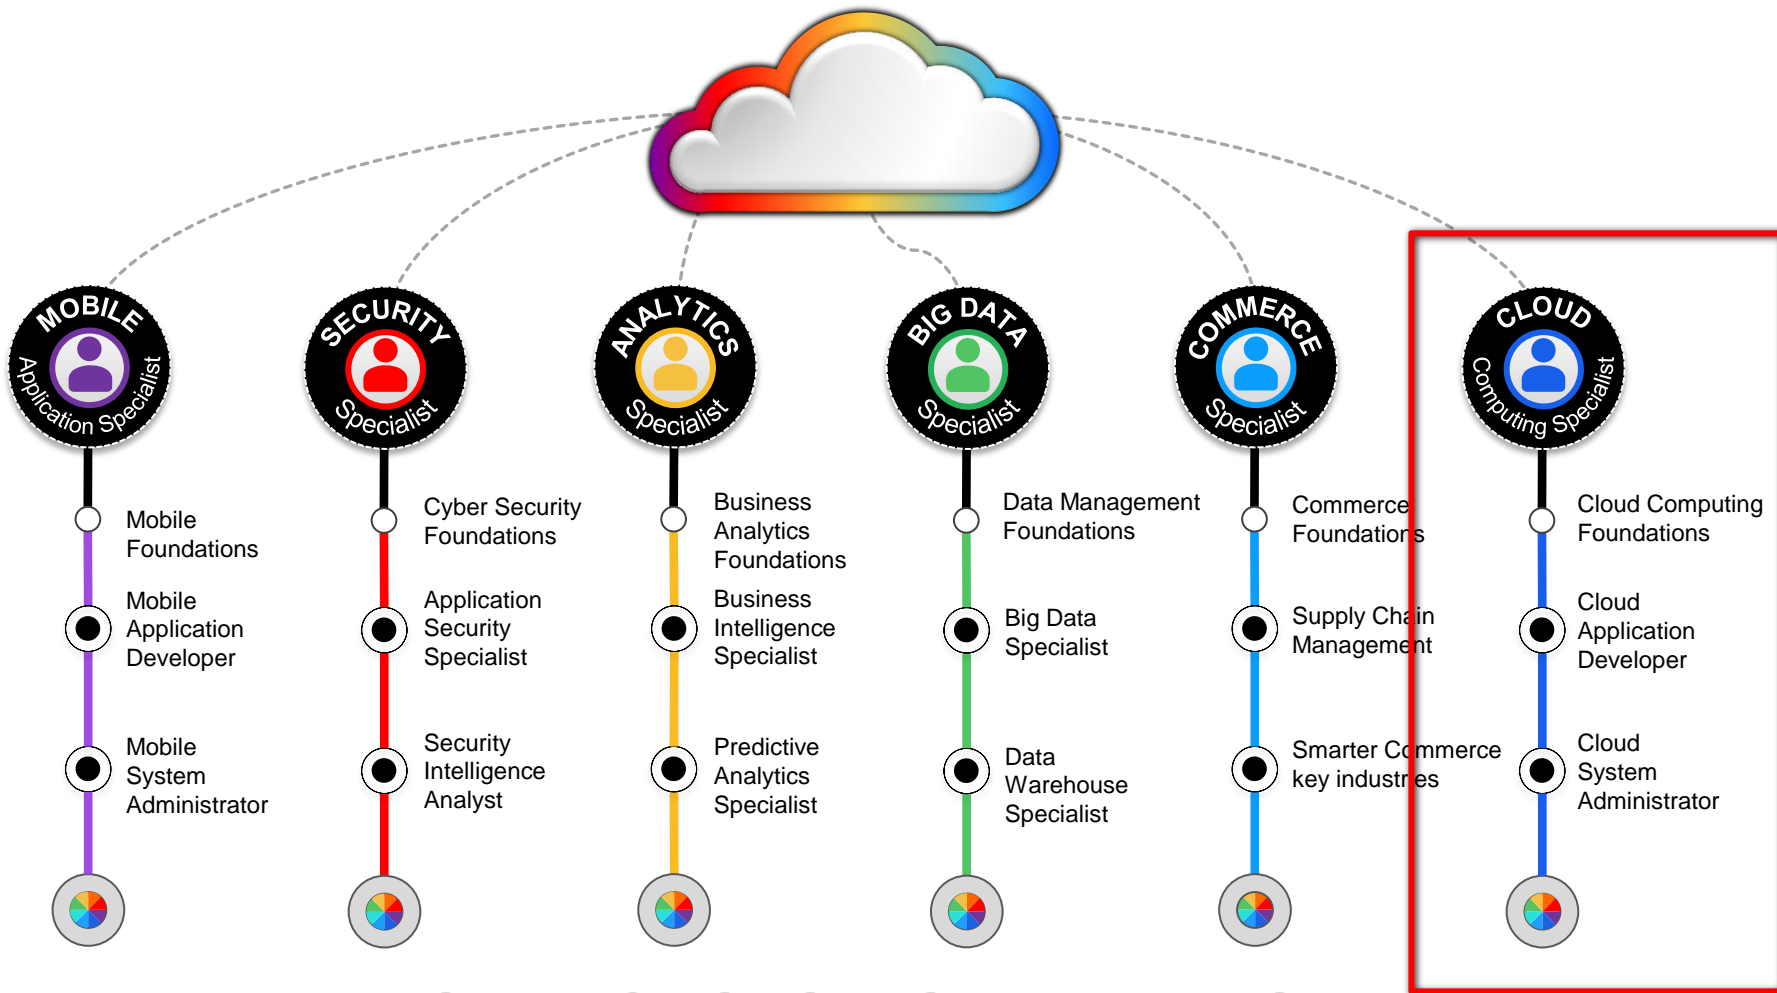 MOBILE
Application Specialist
Mobile
Foundations
Mobile
Application
Developer
Mobile
System
Administrator
SECURITY
Specialist
Cyber Security
Foundations
Application
Security
Specialist
Security
Intelligence
Analyst
ANALYTICS
Specialist
Business
Analytics
Foundations
Business
Intelligence
Specialist
Predictive
Analytics
Specialist
BIG DATA
Specialist
Data Management
Foundations
Big Data
Specialist
Data
Warehouse
Specialist
COMMERCE
Specialist
Commerce
Foundations
Supply Chain
Management
Smarter Commerce
key industries
CLOUD
Computing Specialist
Cloud Computing
Foundations
Cloud
Application
Developer
Cloud
System
Administrator